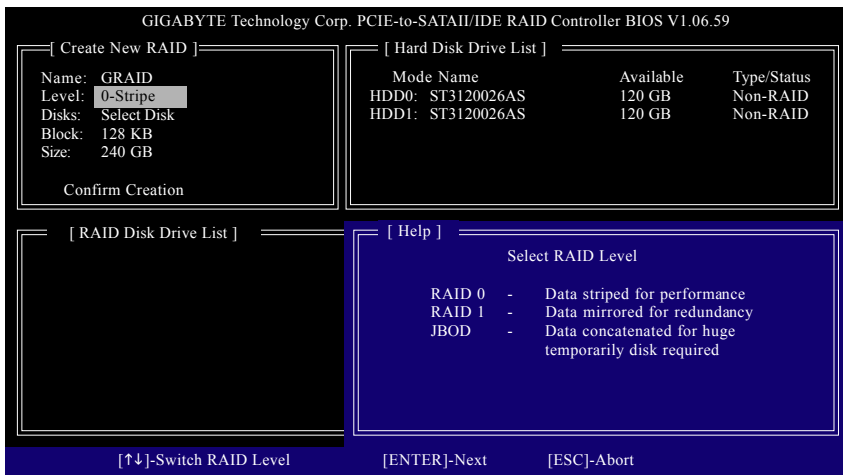 GIGABYTE Technology Corp. PCIE-to-SATAII/IDE RAID Controller BIOS V1.06.59
[ Create New RAID ]
Name: GRAID
Level: 0-Stripe
Disks: Select Disk
Block: 128 KB
Size: 240 GB
Confirm Creation
[ Hard Disk Drive List ]
Mode Name Available Type/Status
HDD0: ST3120026AS 120 GB Non-RAID
HDD1: ST3120026AS 120 GB Non-RAID
[ RAID Disk Drive List ]
[ Help ]
Select RAID Level
RAID 0 - Data striped for performance
RAID 1 - Data mirrored for redundancy
JBOD - Data concatenated for huge
temporarily disk required
[↑↓]-Switch RAID Level [ENTER]-Next [ESC]-Abort